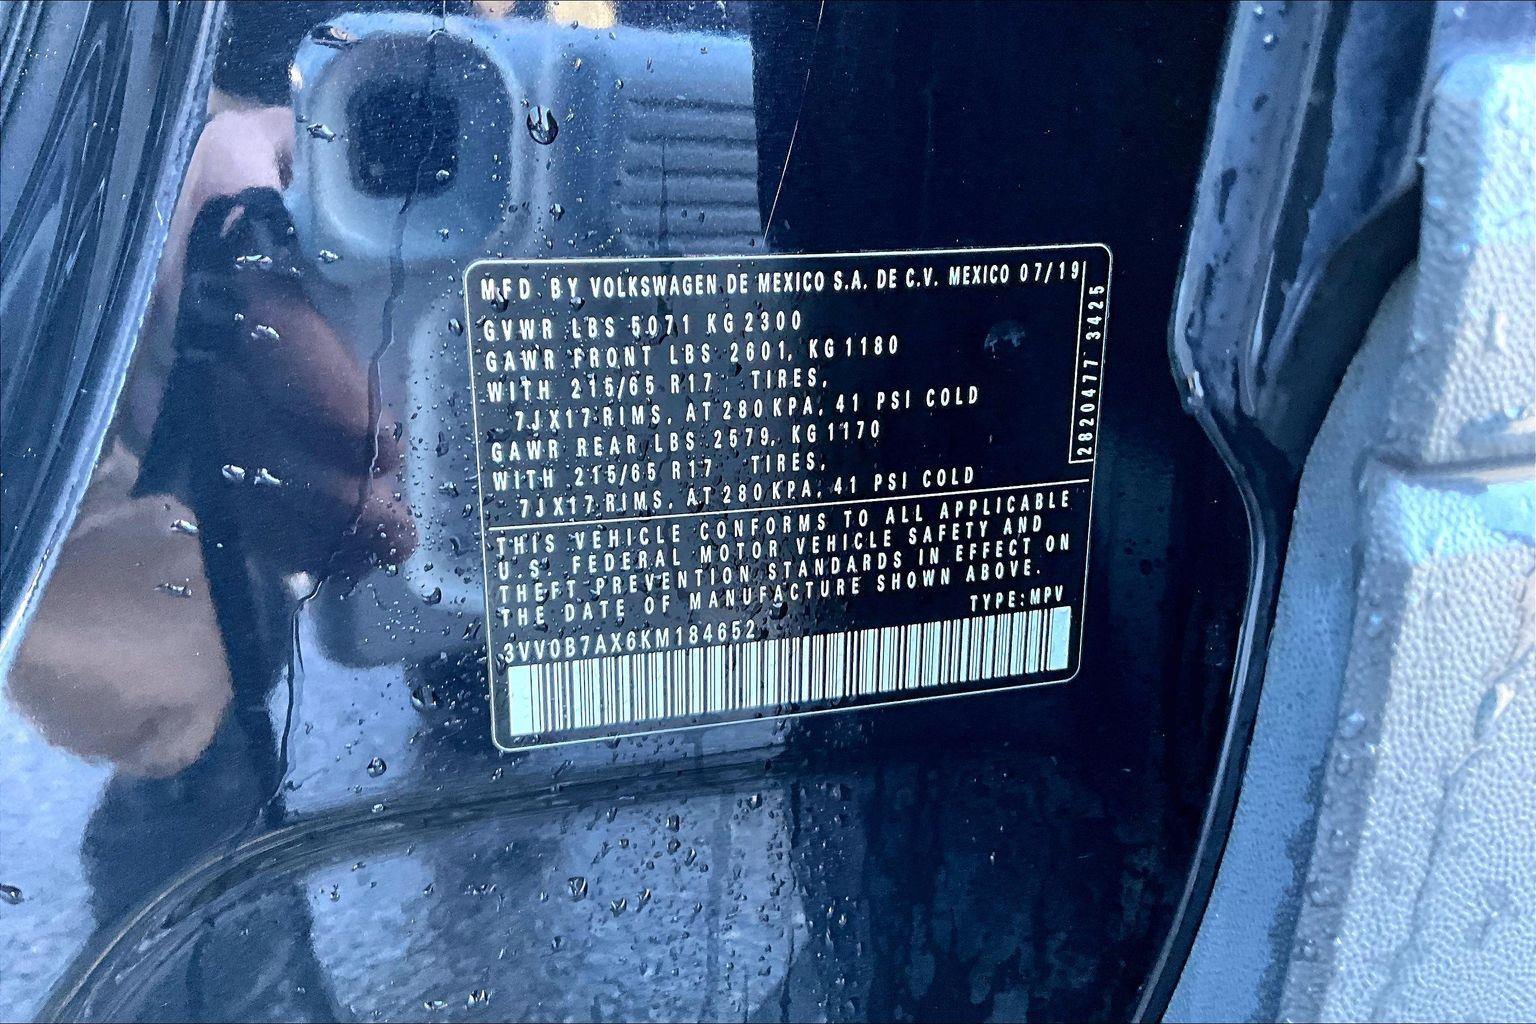 MFD. BY VOLKSWAGEN DE MEXICO S.A. DE C.V. MEXICO 07/19
GVWR LBS 5071 KG 2300
GAWR FRONT LBS 2601, KG 1180
WITH 215/65 R17 TIRES,
7JX17 RIMS, AT 280 KPA, 41 PSI COLD
GAWR REAR LBS 2579, KG 1170
WITH 215/65 R17 TIRES,
7JX17 RIMS, AT 280 KPA, 41 PSI COLD
2820477 3425
THIS VEHICLE CONFORMS TO ALL APPLICABLE
U.S. FEDERAL MOTOR VEHICLE SAFETY AND
THEFT PREVENTION STANDARDS IN EFFECT ON
THE DATE OF MANUFACTURE SHOWN ABOVE.
TYPE: MPV
3VV0B7AX6KM184652